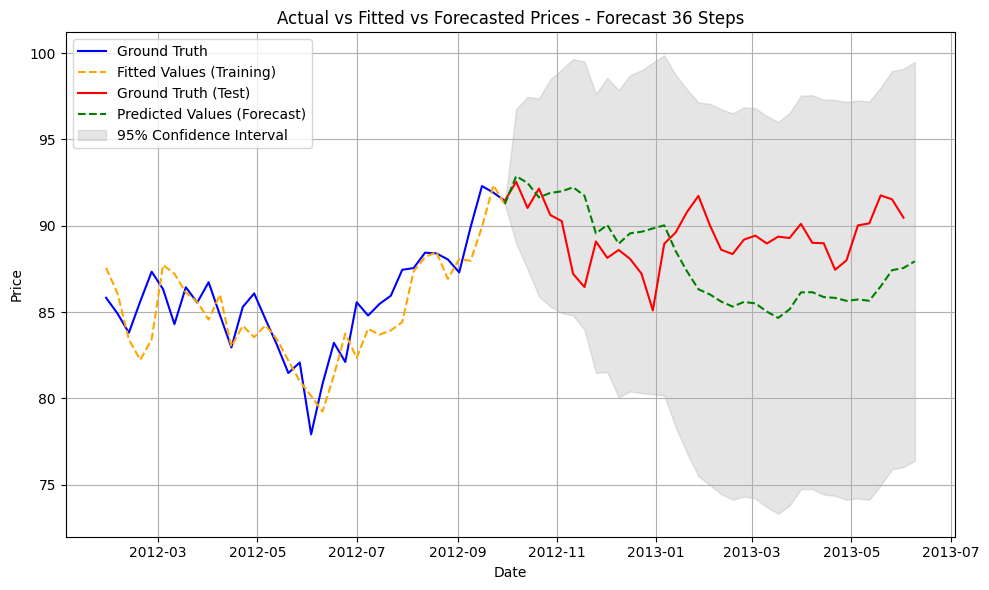 Actual vs Fitted vs Forecasted Prices - Forecast 36 Steps
Ground Truth
Fitted Values (Training)
Ground Truth (Test)
Predicted Values (Forecast)
95% Confidence Interval
Price
100
95
90
85
80
75
2012-03
2012-05
2012-07
2012-09
2012-11
2013-01
2013-03
2013-05
2013-07
Date